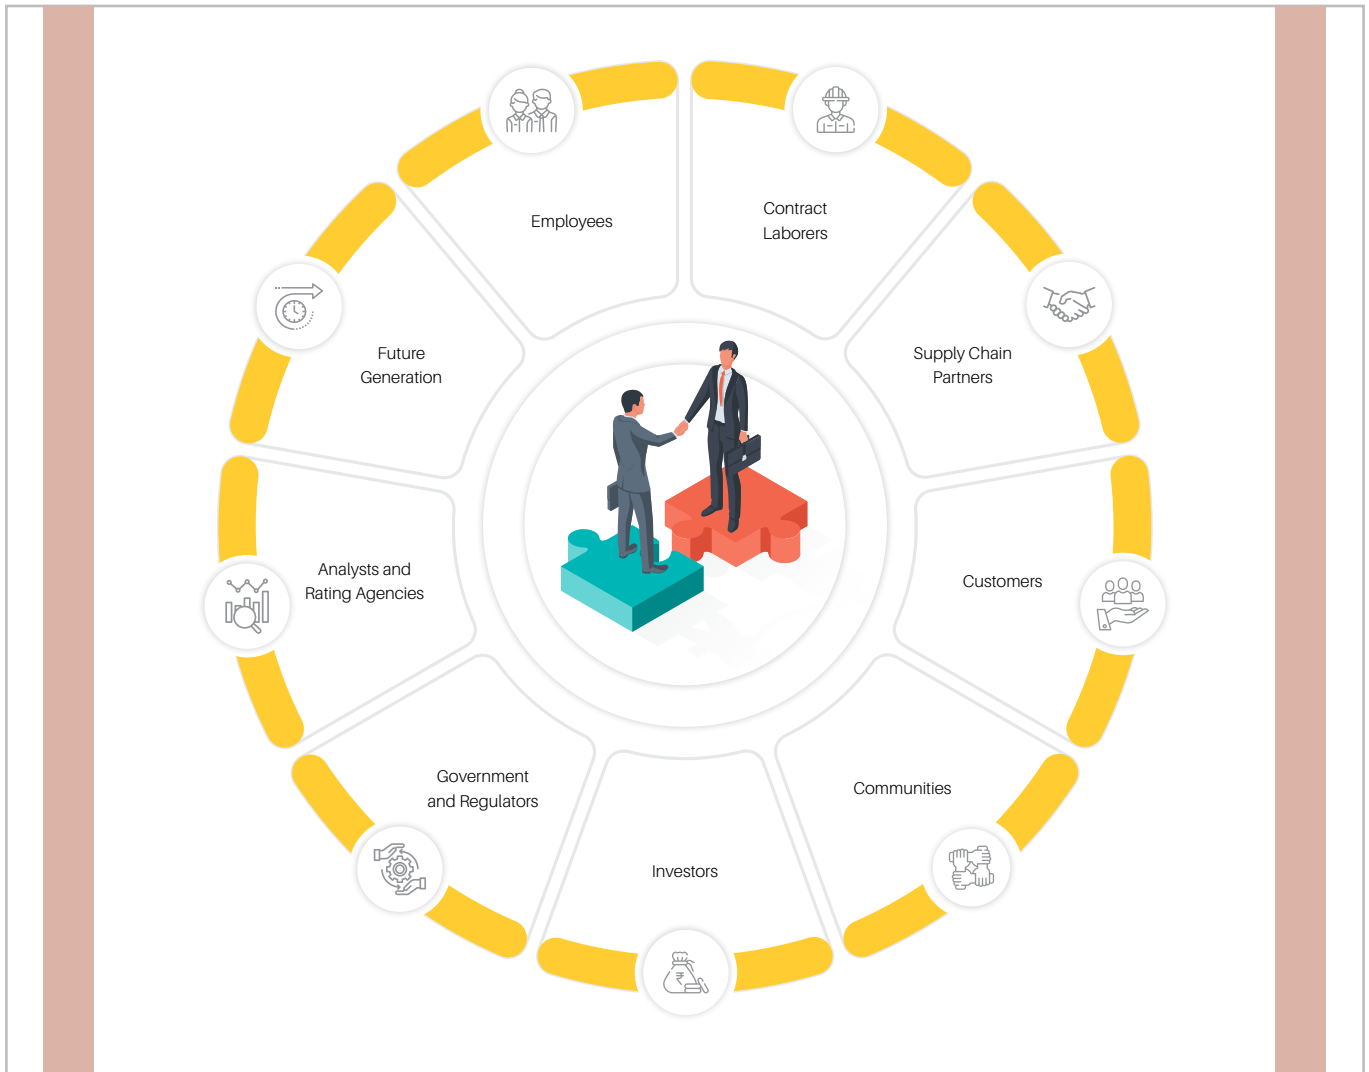 Employees
Contract
Laborers
Supply Chain
Partners
Customers
Communities
Investors
Government
and Regulators
Analysts and
Rating Agencies
Future
Generation
₹